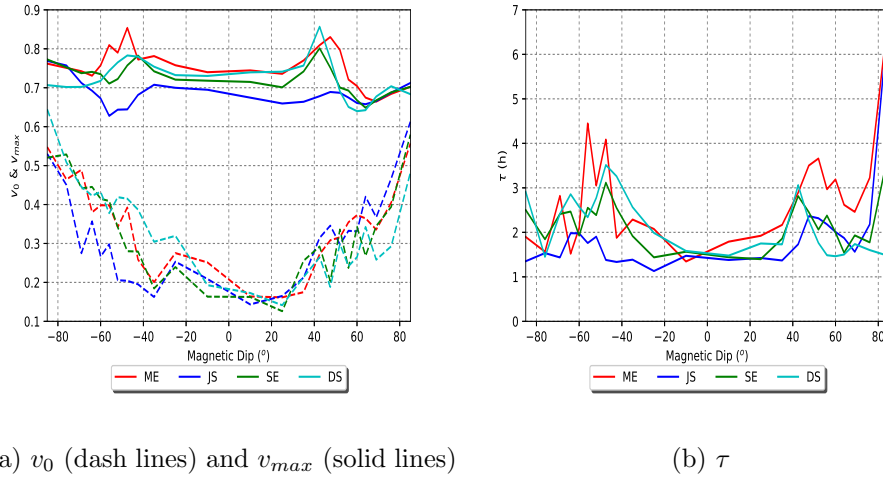 0.9
0.8
0.7
0.6
0.5
0.4
0.3
0.2
0.1
v₀ & vₘₐₓ
−80 −60 −40 −20 0 20 40 60 80
Magnetic Dip (°)
ME JS SE DS
7
6
5
4
3
2
1
0
τ (h)
−80 −60 −40 −20 0 20 40 60 80
Magnetic Dip (°)
ME JS SE DS
a) v₀ (dash lines) and vₘₐₓ (solid lines)
(b) τ